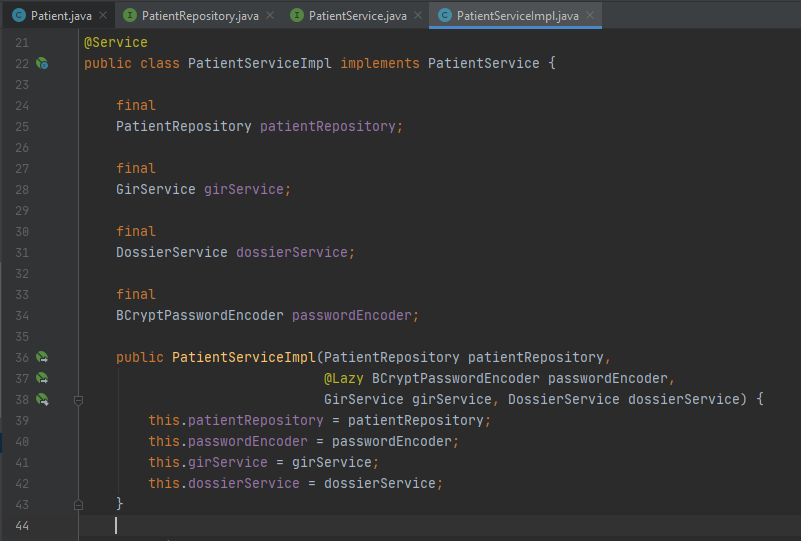 Patient.java PatientRepository.java PatientService.java PatientServiceImpl.java
21 @Service
22 public class PatientServiceImpl implements PatientService {
23
24 final
25 PatientRepository patientRepository;
26
27 final
28 GirService girService;
29
30 final
31 DossierService dossierService;
32
33 final
34 BCryptPasswordEncoder passwordEncoder;
35
36 public PatientServiceImpl(PatientRepository patientRepository,
37 @Lazy BCryptPasswordEncoder passwordEncoder,
38 GirService girService, DossierService dossierService) {
39 this.patientRepository = patientRepository;
40 this.passwordEncoder = passwordEncoder;
41 this.girService = girService;
42 this.dossierService = dossierService;
43 }
44